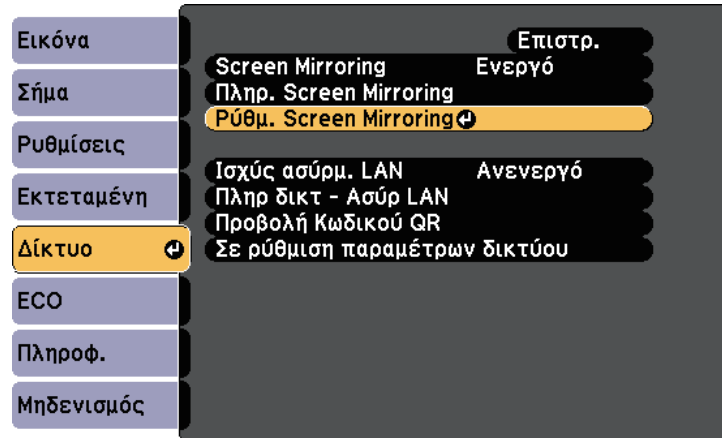 Εικόνα
Σήμα
Ρυθμίσεις
Εκτεταμένη
Δίκτυο
ECO
Πληροφ.
Μηδενισμός
Επιστρ.
Screen Mirroring Ενεργό
Πληρ. Screen Mirroring
Ρύθμ. Screen Mirroring
Ισχύς ασύρμ. LAN Ανενεργό
Πληρ δικτ - Ασύρ LAN
Προβολή Κωδικού QR
Σε ρύθμιση παραμέτρων δικτύου